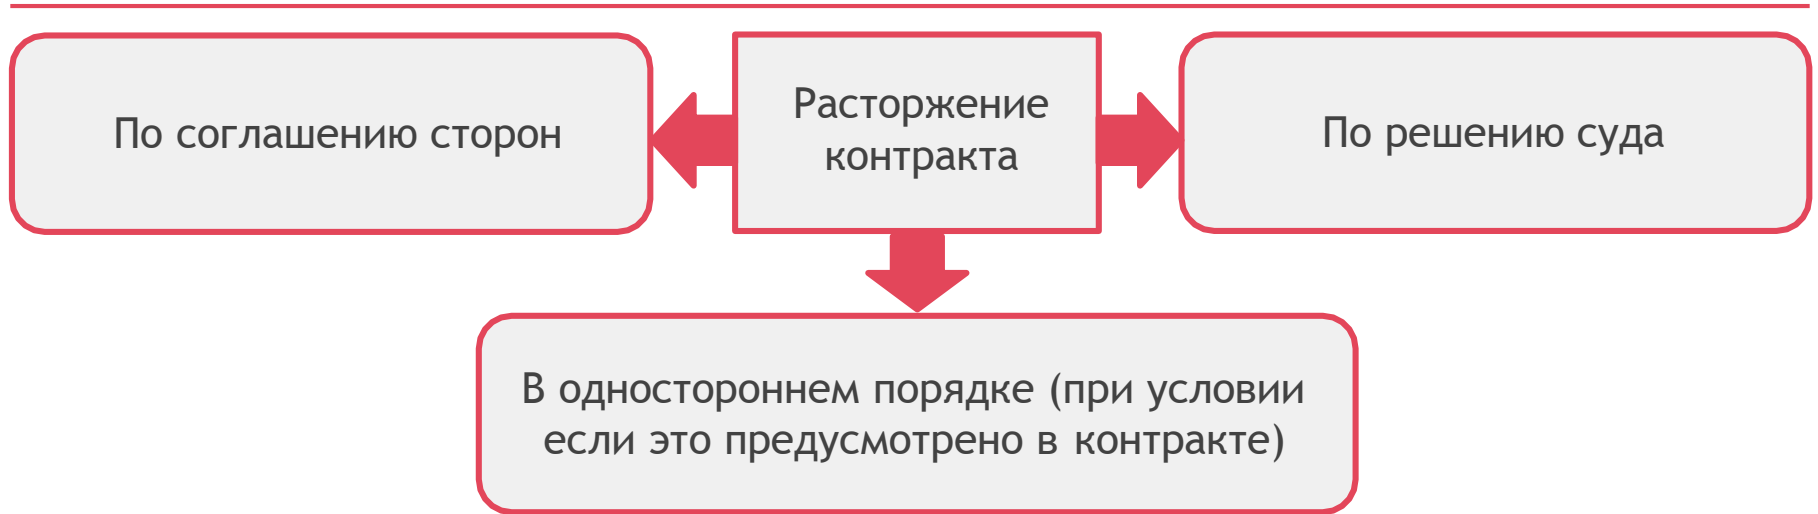 По соглашению сторон
Расторжение
контракта
По решению суда
В одностороннем порядке (при условии
если это предусмотрено в контракте)